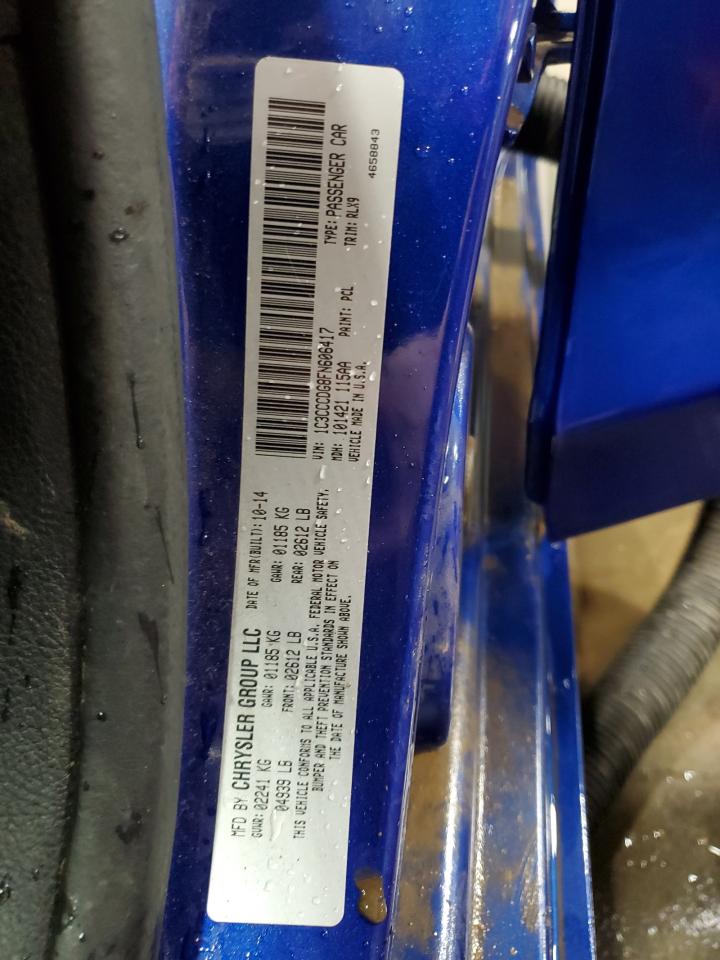 MFD BY CHRYSLER GROUP LLC DATE OF MFR(BUILT): 10-14
GVWR: 02241 KG GAWR: 01185 KG GAWR: 01185 KG
04939 LB FRONT: 02612 LB REAR: 02612 LB
THIS VEHICLE CONFORMS TO ALL APPLICABLE U.S.A. FEDERAL MOTOR VEHICLE SAFETY,
BUMPER AND THEFT PREVENTION STANDARDS IN EFFECT ON
THE DATE OF MANUFACTURE SHOWN ABOVE.
VIN: 1C3CCCDG8FN606417 TYPE: PASSENGER CAR
MDH: 101421 115AA PAINT: PCL TRIM: RLX9
VEHICLE MADE IN U.S.A. 4658843